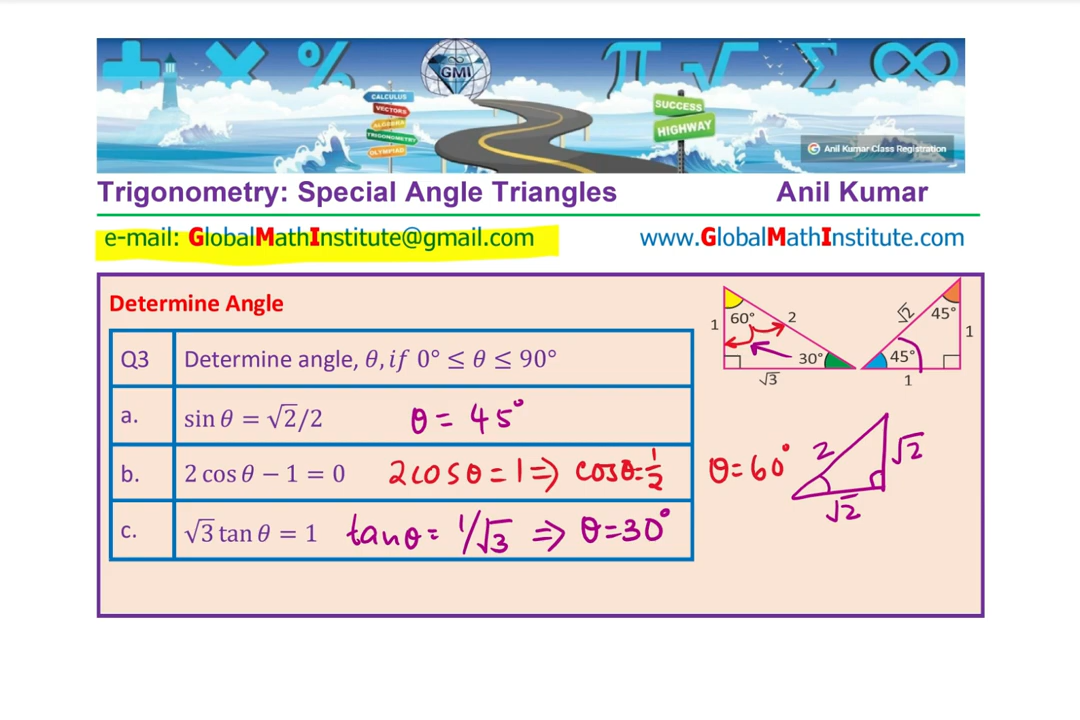 GMI
CALCULUS
VECTORS
ALGEBRA
TRIGONOMETRY
OLYMPIAD
SUCCESS
HIGHWAY
Anil Kumar Class Registration
Trigonometry: Special Angle Triangles Anil Kumar
e-mail: GlobalMathInstitute@gmail.com www.GlobalMathInstitute.com
Determine Angle
Q3 Determine angle, θ, if 0° ≤ θ ≤ 90°
a. sin θ = √2/2 θ = 45°
b. 2 cos θ − 1 = 0 2cosθ = 1 ⇒ cosθ = 1/2 θ = 60°
c. √3 tan θ = 1 tanθ = 1/√3 ⇒ θ = 30°
1 60° 2
30°
√3
√2 45° 1
45°
1
2 √2
√2